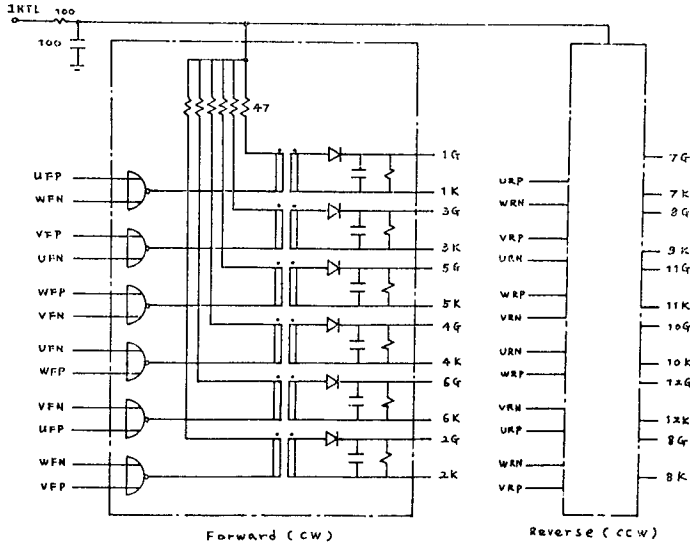 1KTL
100
100
47
1G
UFP
WFN
1K
3G
VFP
UFN
3K
5G
WFP
VFN
5K
4G
UFN
WFP
4K
6G
VFN
UFP
6K
2G
WFN
VFP
2K
Forward (CW)
7G
URP
7K
WRN
8G
VRP
9K
URN
11G
WRP
11K
VRN
10G
URN
10K
WRP
12G
VRN
12K
URP
8G
WRN
8K
VRP
Reverse (CCW)